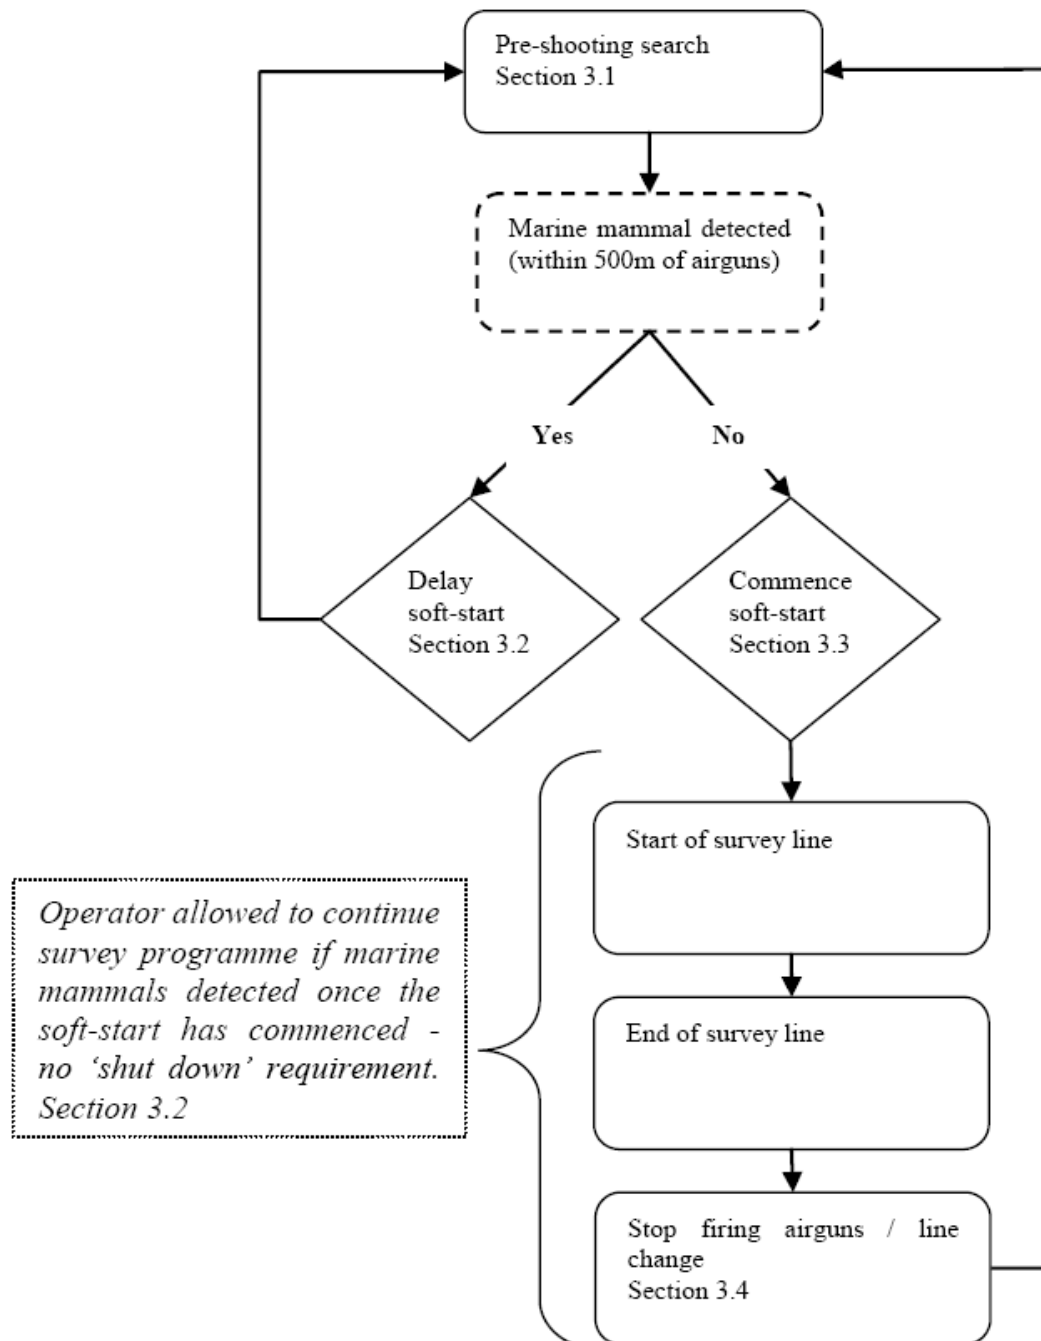 Pre-shooting search
Section 3.1
Marine mammal detected
(within 500m of airguns)
Yes
No
Delay
soft-start
Section 3.2
Commence
soft-start
Section 3.3
Start of survey line
Operator allowed to continue
survey programme if marine
mammals detected once the
soft-start has commenced -
no ‘shut down’ requirement.
Section 3.2
End of survey line
Stop firing airguns / line
change
Section 3.4